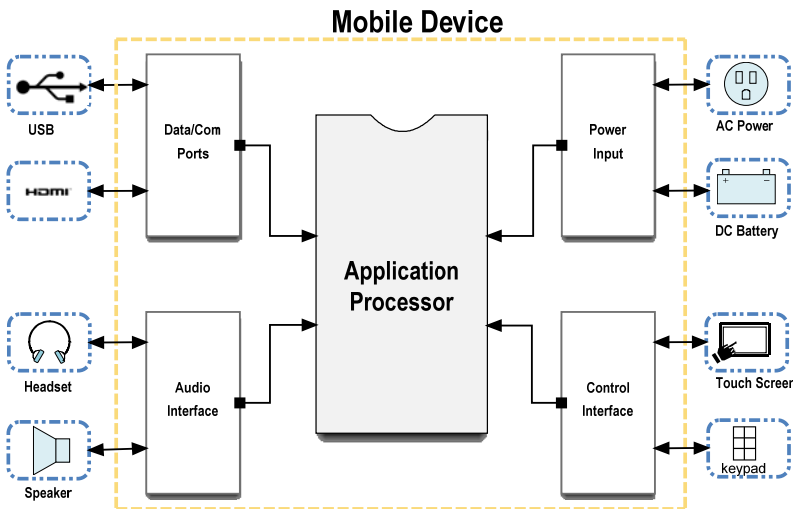 Mobile Device
USB
HDMI
Data/Com
Ports
Power
Input
AC Power
+ −
DC Battery
Application
Processor
Headset
Audio
Interface
Speaker
Control
Interface
Touch Screen
keypad